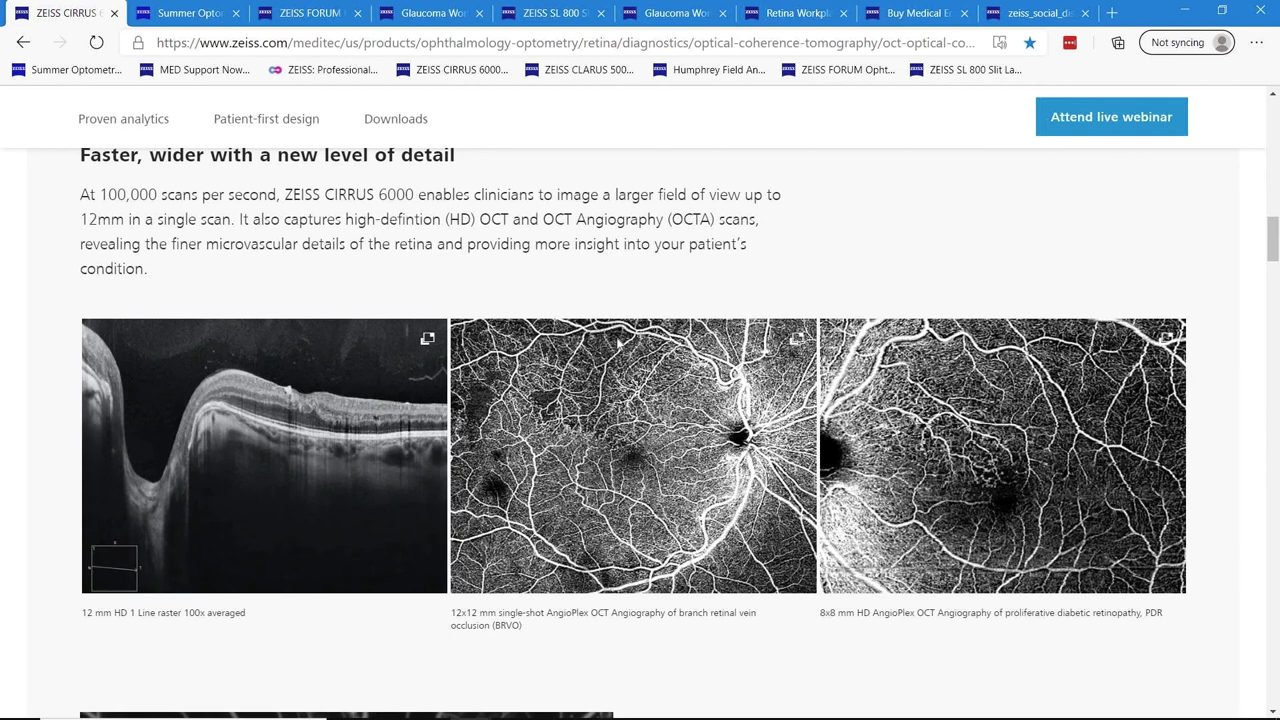 ZEISS CIRRUS 6
Summer Opto
ZEISS FORUM
Glaucoma Wor
ZEISS SL 800 S
Glaucoma Wo
Retina Workpla
Buy Medical Ec
zeiss_social_dis
https://www.zeiss.com/meditec/us/products/ophthalmology-optometry/retina/diagnostics/optical-coherence-tomography/oct-optical-co...
Not syncing
Summer Optometr...
MED Support Now...
ZEISS: Professional...
ZEISS CIRRUS 6000...
ZEISS CLARUS 500...
Humphrey Field An...
ZEISS FORUM Opht...
ZEISS SL 800 Slit La...
Proven analytics
Patient-first design
Downloads
Attend live webinar
Faster, wider with a new level of detail
At 100,000 scans per second, ZEISS CIRRUS 6000 enables clinicians to image a larger field of view up to
12mm in a single scan. It also captures high-defintion (HD) OCT and OCT Angiography (OCTA) scans,
revealing the finer microvascular details of the retina and providing more insight into your patient's
condition.
12 mm HD 1 Line raster 100x averaged
12x12 mm single-shot AngioPlex OCT Angiography of branch retinal vein
occlusion (BRVO)
8x8 mm HD AngioPlex OCT Angiography of proliferative diabetic retinopathy, PDR